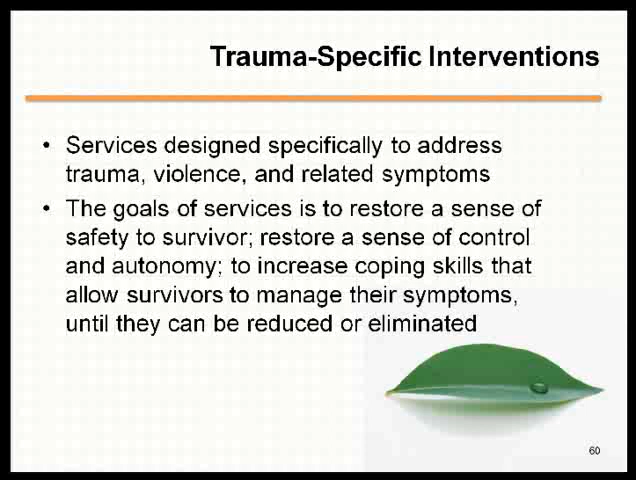 Trauma-Specific Interventions
• Services designed specifically to address
trauma, violence, and related symptoms
• The goals of services is to restore a sense of
safety to survivor; restore a sense of control
and autonomy; to increase coping skills that
allow survivors to manage their symptoms,
until they can be reduced or eliminated
60